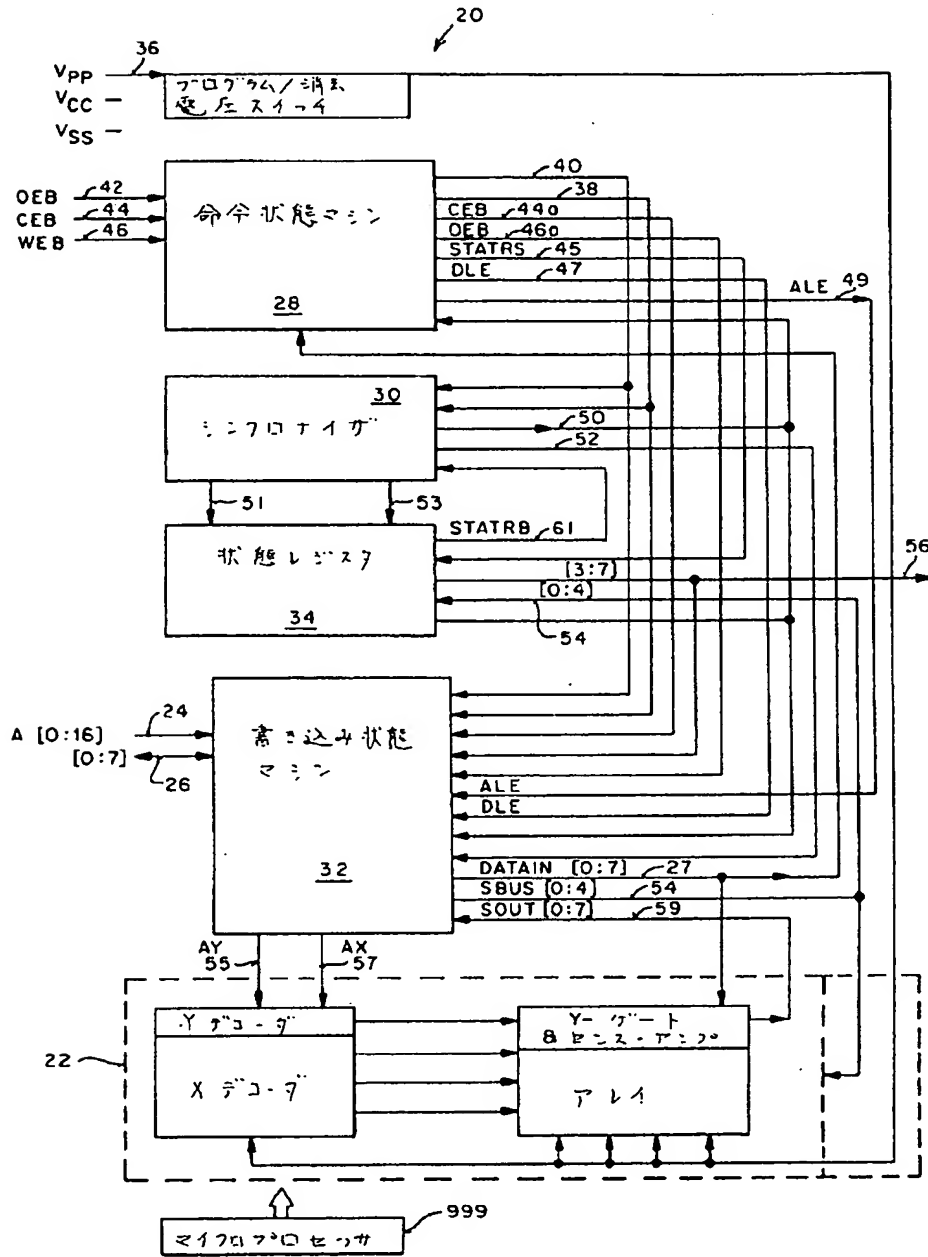 20
36
VPP
VCC
VSS
プログラム/消去
電圧スイッチ
40
38
OEB 42
CEB 44
WEB 46
命令状態マシン
28
CEB 44a
OEB 46a
STATRS 45
DLE 47
ALE 49
30
シンクロナイザ
50
52
51
53
STATRB 61
状態レジスタ
34
[3:7]
[0:4]
54
56
A [0:16] 24
[0:7] 26
書き込み状態
マシン
32
ALE
DLE
DATAIN [0:7] 27
SBUS [0:4] 54
SOUT [0:7] 59
AY
55
AX
57
22
Yデコーダ
Xデコーダ
Y-ゲート
&センス・アンプ
アレイ
999
マイクロプロセッサ